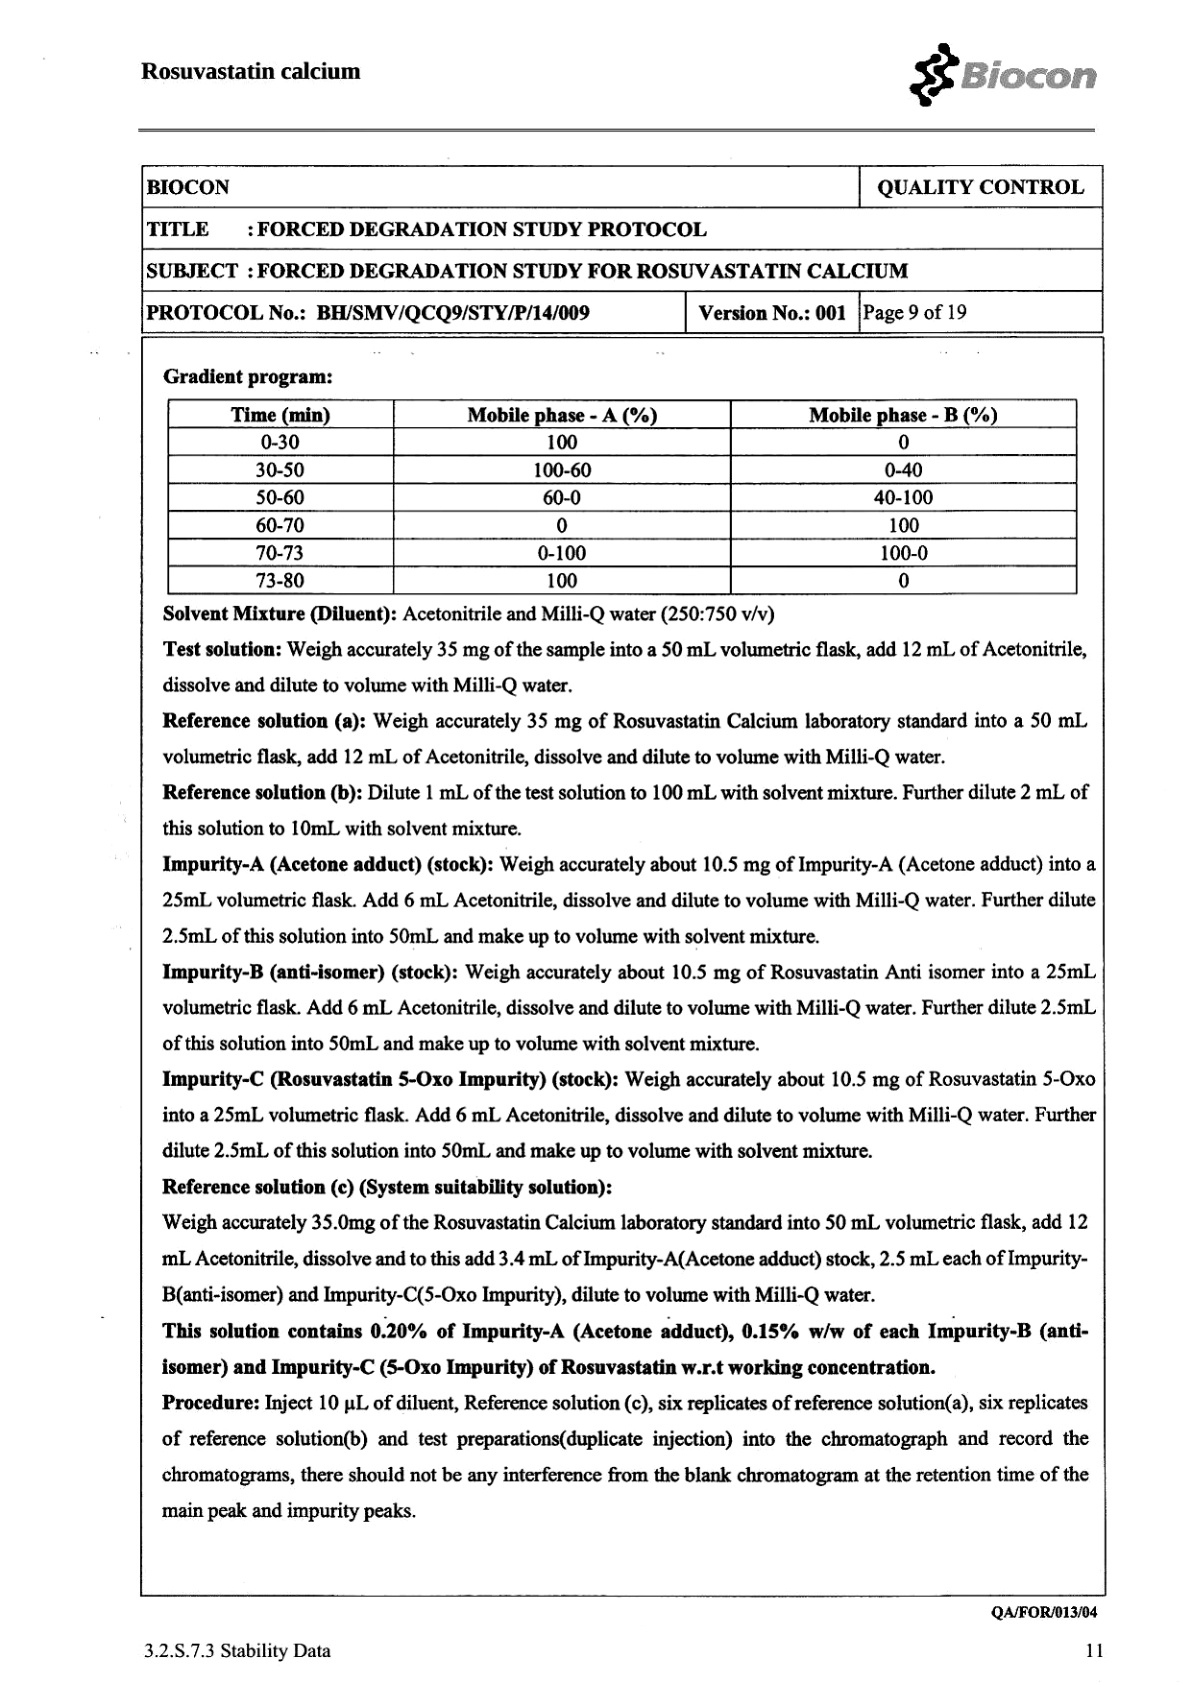 Rosuvastatin calcium
Biocon
BIOCON QUALITY CONTROL
TITLE : FORCED DEGRADATION STUDY PROTOCOL
SUBJECT : FORCED DEGRADATION STUDY FOR ROSUVASTATIN CALCIUM
PROTOCOL No.: BH/SMV/QCQ9/STY/P/14/009 Version No.: 001 Page 9 of 19
Gradient program:
Time (min) Mobile phase - A (%) Mobile phase - B (%)
0-30 100 0
30-50 100-60 0-40
50-60 60-0 40-100
60-70 0 100
70-73 0-100 100-0
73-80 100 0
Solvent Mixture (Diluent): Acetonitrile and Milli-Q water (250:750 v/v)
Test solution: Weigh accurately 35 mg of the sample into a 50 mL volumetric flask, add 12 mL of Acetonitrile,
dissolve and dilute to volume with Milli-Q water.
Reference solution (a): Weigh accurately 35 mg of Rosuvastatin Calcium laboratory standard into a 50 mL
volumetric flask, add 12 mL of Acetonitrile, dissolve and dilute to volume with Milli-Q water.
Reference solution (b): Dilute 1 mL of the test solution to 100 mL with solvent mixture. Further dilute 2 mL of
this solution to 10mL with solvent mixture.
Impurity-A (Acetone adduct) (stock): Weigh accurately about 10.5 mg of Impurity-A (Acetone adduct) into a
25mL volumetric flask. Add 6 mL Acetonitrile, dissolve and dilute to volume with Milli-Q water. Further dilute
2.5mL of this solution into 50mL and make up to volume with solvent mixture.
Impurity-B (anti-isomer) (stock): Weigh accurately about 10.5 mg of Rosuvastatin Anti isomer into a 25mL
volumetric flask. Add 6 mL Acetonitrile, dissolve and dilute to volume with Milli-Q water. Further dilute 2.5mL
of this solution into 50mL and make up to volume with solvent mixture.
Impurity-C (Rosuvastatin 5-Oxo Impurity) (stock): Weigh accurately about 10.5 mg of Rosuvastatin 5-Oxo
into a 25mL volumetric flask. Add 6 mL Acetonitrile, dissolve and dilute to volume with Milli-Q water. Further
dilute 2.5mL of this solution into 50mL and make up to volume with solvent mixture.
Reference solution (c) (System suitability solution):
Weigh accurately 35.0mg of the Rosuvastatin Calcium laboratory standard into 50 mL volumetric flask, add 12
mL Acetonitrile, dissolve and to this add 3.4 mL of Impurity-A(Acetone adduct) stock, 2.5 mL each of Impurity-
B(anti-isomer) and Impurity-C(5-Oxo Impurity), dilute to volume with Milli-Q water.
This solution contains 0.20% of Impurity-A (Acetone adduct), 0.15% w/w of each Impurity-B (anti-
isomer) and Impurity-C (5-Oxo Impurity) of Rosuvastatin w.r.t working concentration.
Procedure: Inject 10 µL of diluent, Reference solution (c), six replicates of reference solution(a), six replicates
of reference solution(b) and test preparations(duplicate injection) into the chromatograph and record the
chromatograms, there should not be any interference from the blank chromatogram at the retention time of the
main peak and impurity peaks.
QA/FOR/013/04
3.2.S.7.3 Stability Data 11